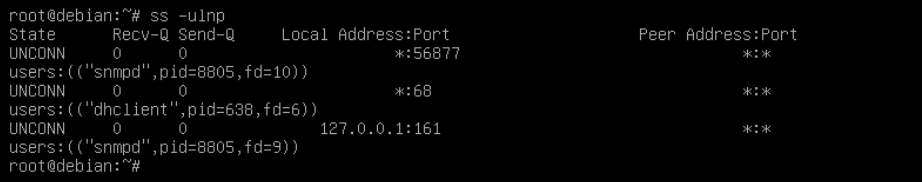 root@debian:~# ss -ulnp
State Recv-Q Send-Q Local Address:Port Peer Address:Port
UNCONN 0 0 *:56877 *:*
users:(("snmpd",pid=8805,fd=10))
UNCONN 0 0 *:68 *:*
users:(("dhclient",pid=638,fd=6))
UNCONN 0 0 127.0.0.1:161 *:*
users:(("snmpd",pid=8805,fd=9))
root@debian:~#